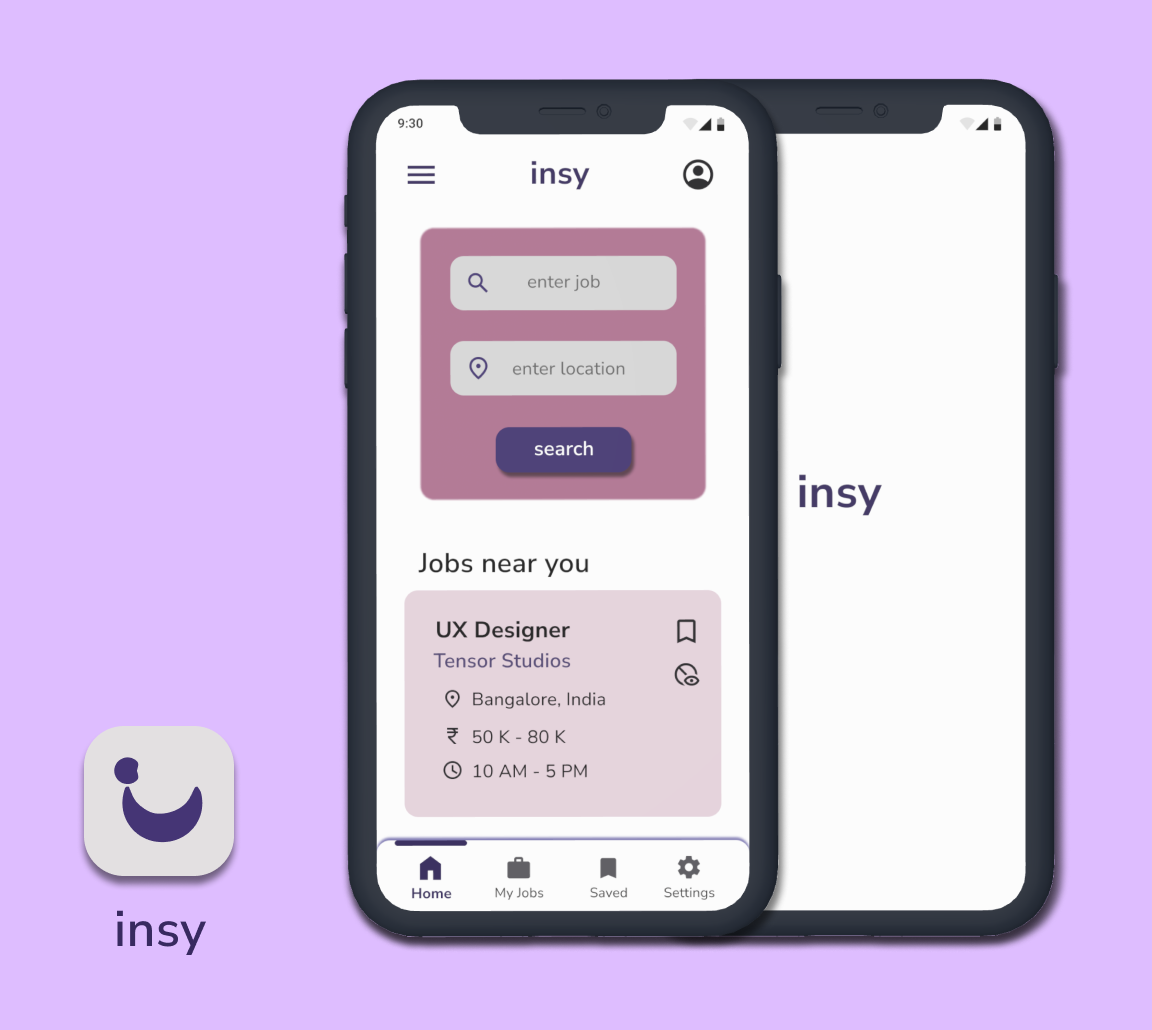 9:30
insy
enter job
enter location
search
Jobs near you
UX Designer
Tensor Studios
Bangalore, India
₹ 50 K - 80 K
10 AM - 5 PM
Home My Jobs Saved Settings
insy
insy